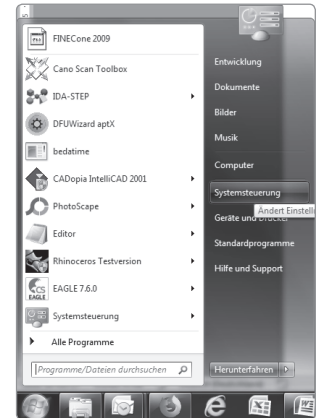 FINECone 2009
Cano Scan Toolbox
IDA-STEP
DFUWizard aptX
bedatime
CADopia IntelliCAD 2001
PhotoScape
Editor
Rhinoceros Testversion
CS
EAGLE
EAGLE 7.6.0
Systemsteuerung
Alle Programme
Programme/Dateien durchsuchen
Entwicklung
Dokumente
Bilder
Musik
Computer
Systemsteuerung
Ändert Einstell
Geräte und Drucker
Standardprogramme
Hilfe und Support
Herunterfahren